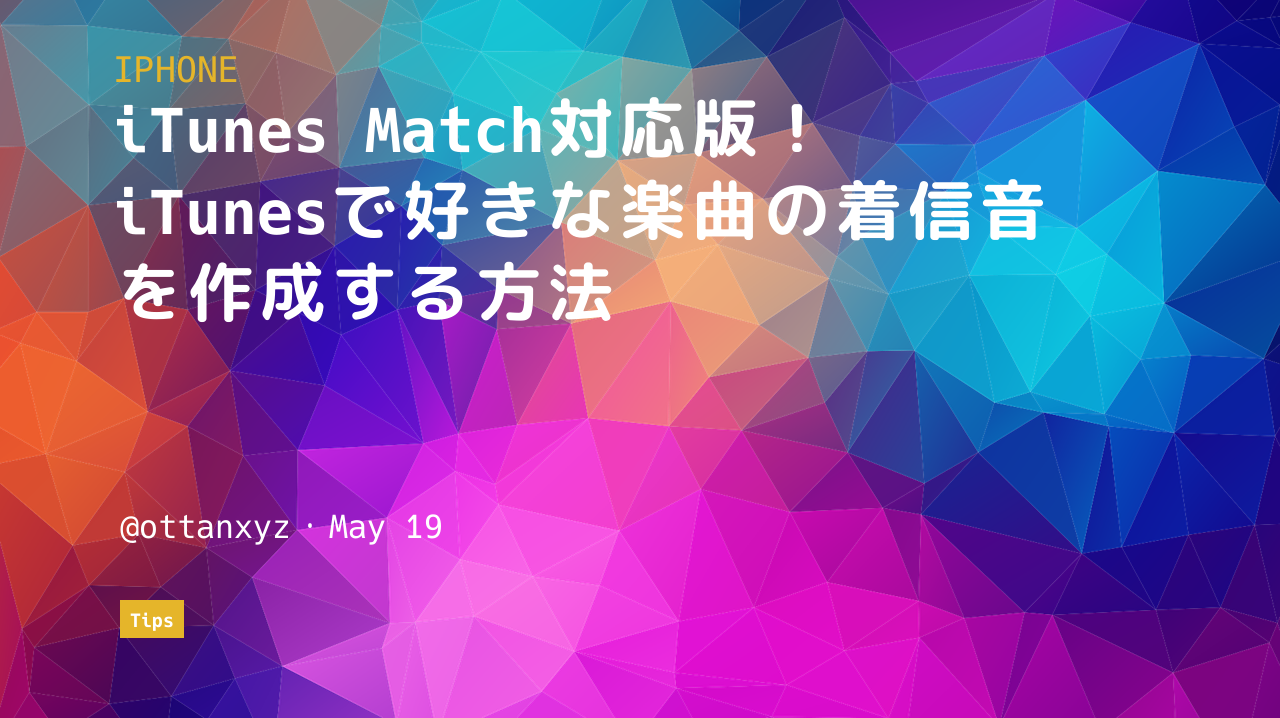 IPHONE
iTunes Match対応版！
iTunesで好きな楽曲の着信音
を作成する方法
@ottanxyz・May 19
Tips